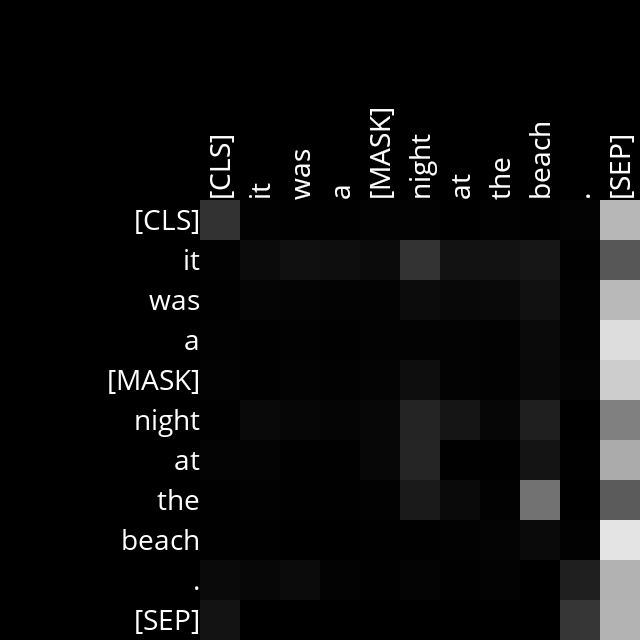 [CLS] it was a [MASK] night at the beach . [SEP]
[CLS]
it
was
a
[MASK]
night
at
the
beach
.
[SEP]